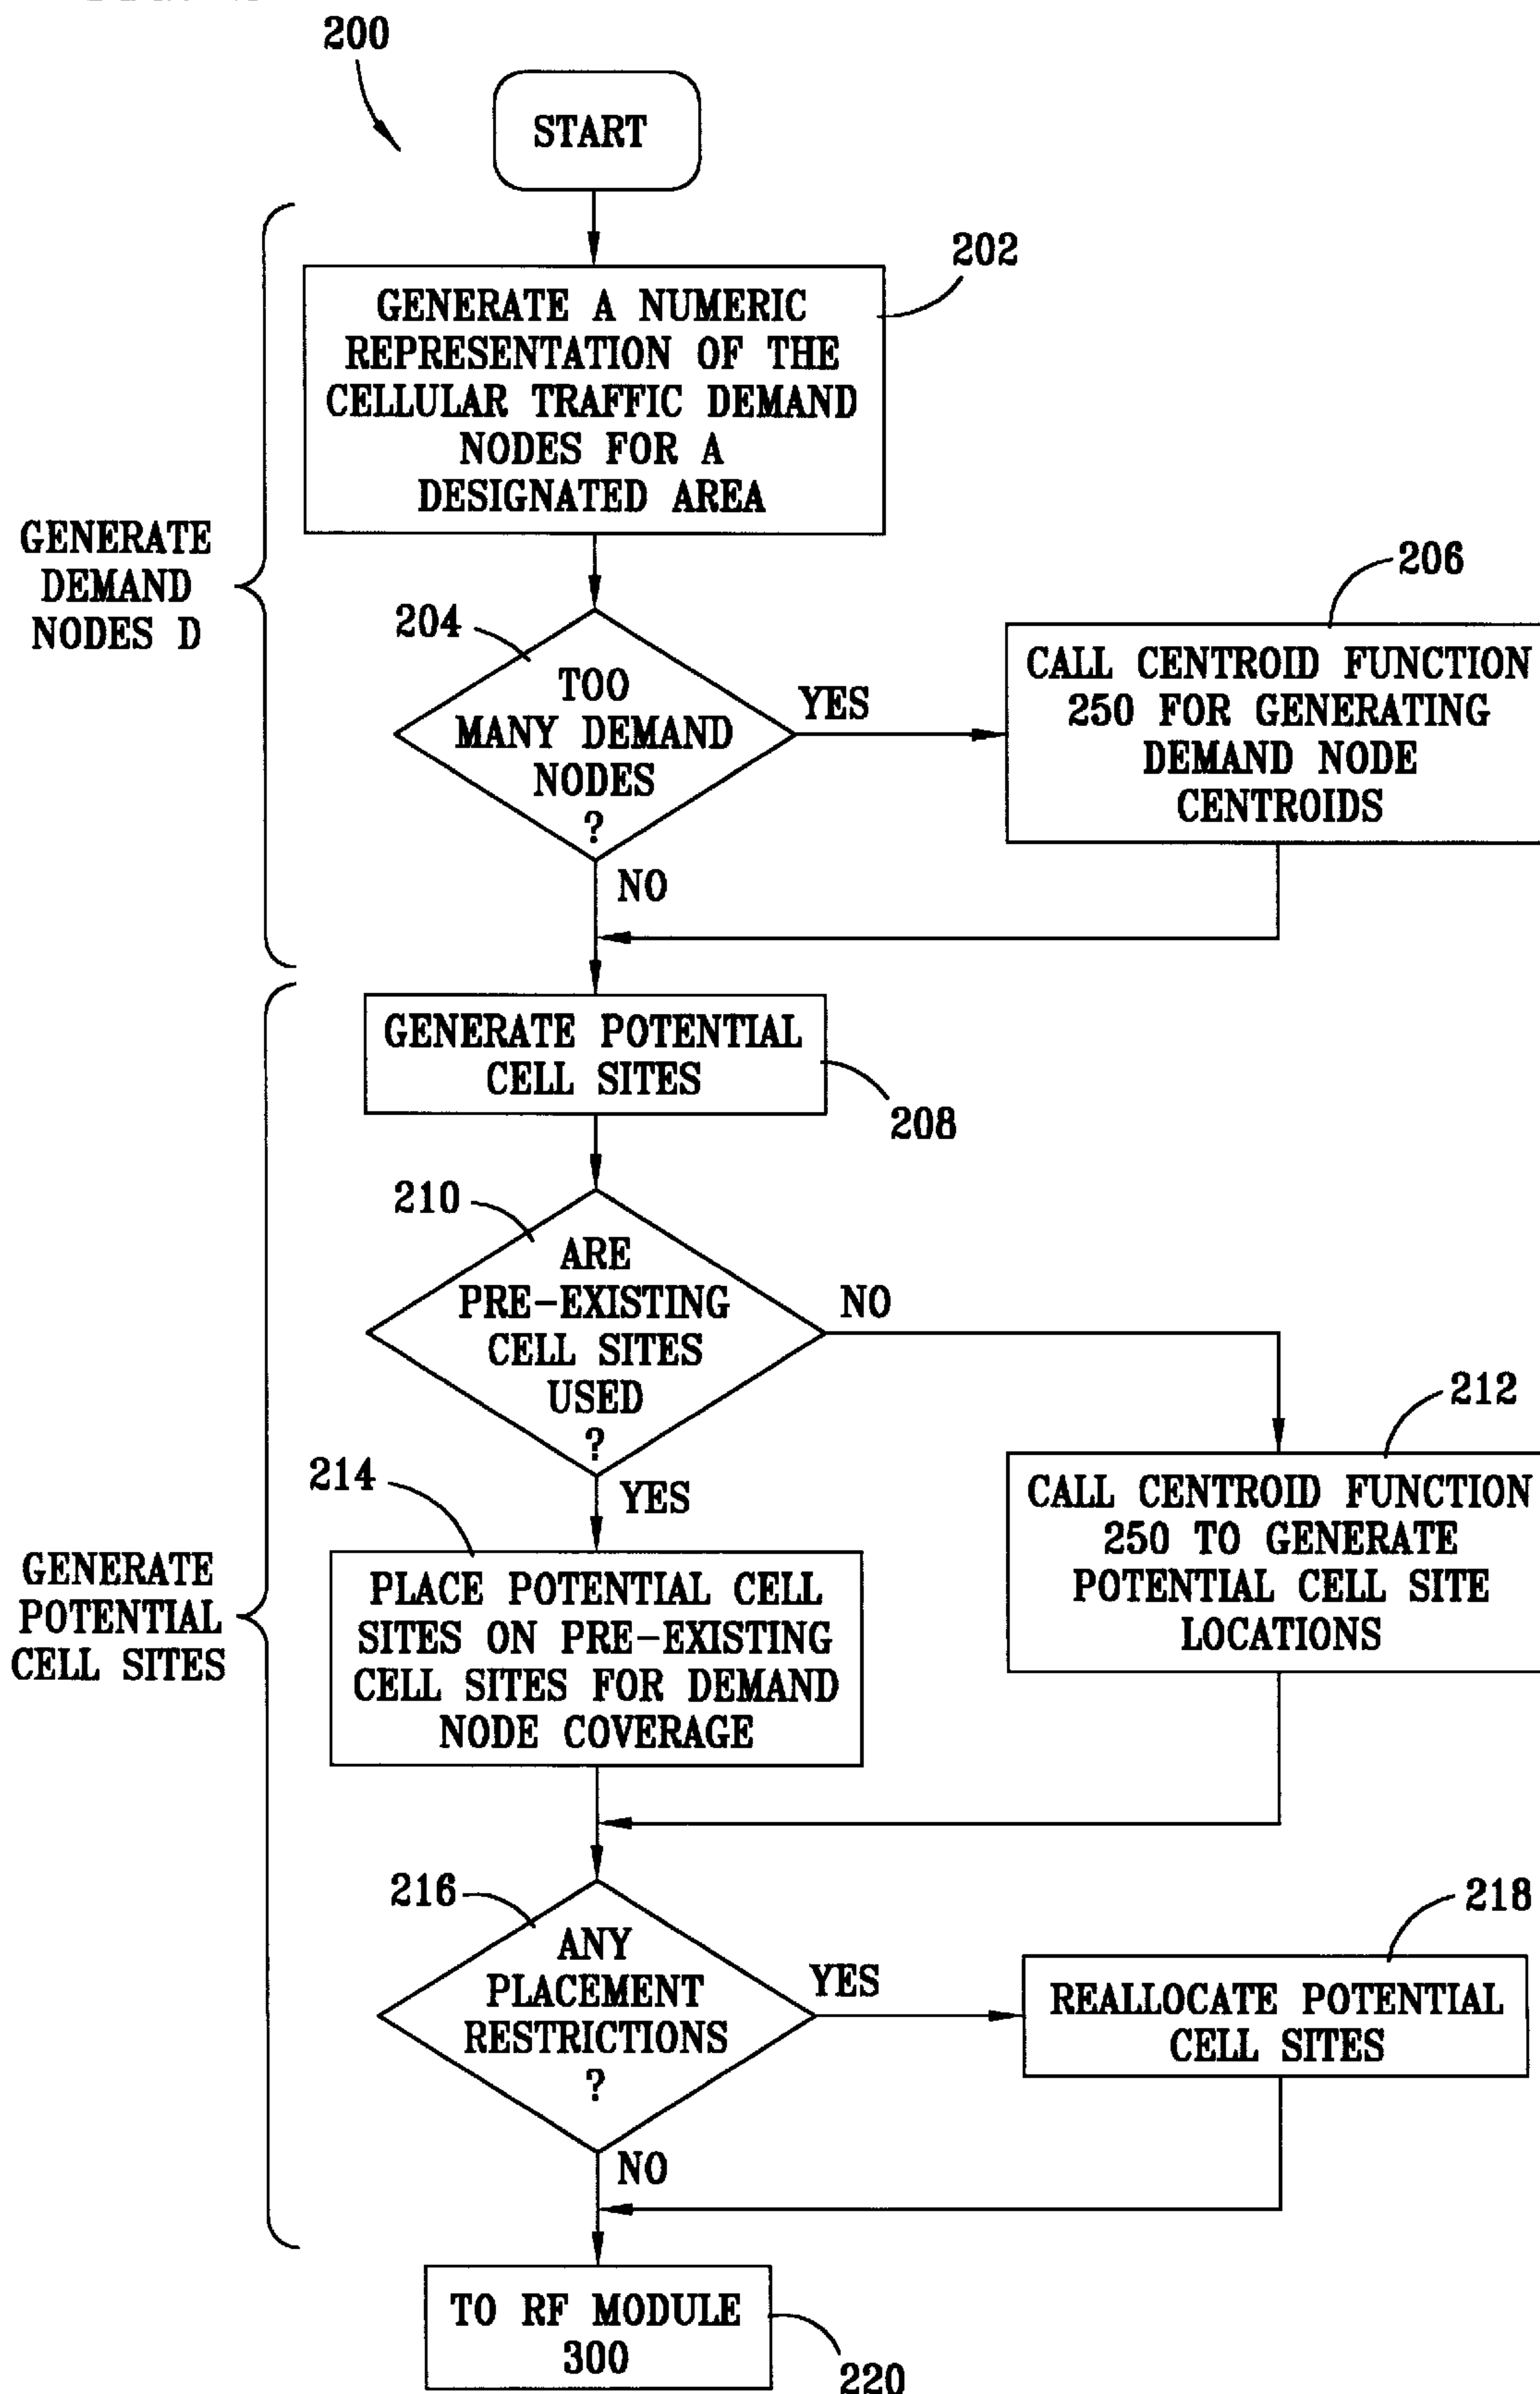 200
START
202
GENERATE A NUMERIC
REPRESENTATION OF THE
CELLULAR TRAFFIC DEMAND
NODES FOR A
DESIGNATED AREA
GENERATE
DEMAND
NODES D
204
TOO
MANY DEMAND
NODES
?
YES
206
CALL CENTROID FUNCTION
250 FOR GENERATING
DEMAND NODE
CENTROIDS
NO
GENERATE POTENTIAL
CELL SITES
208
210
ARE
PRE-EXISTING
CELL SITES
USED
?
NO
212
CALL CENTROID FUNCTION
250 TO GENERATE
POTENTIAL CELL SITE
LOCATIONS
YES
214
PLACE POTENTIAL CELL
SITES ON PRE-EXISTING
CELL SITES FOR DEMAND
NODE COVERAGE
GENERATE
POTENTIAL
CELL SITES
216
ANY
PLACEMENT
RESTRICTIONS
?
YES
218
REALLOCATE POTENTIAL
CELL SITES
NO
TO RF MODULE
300
220